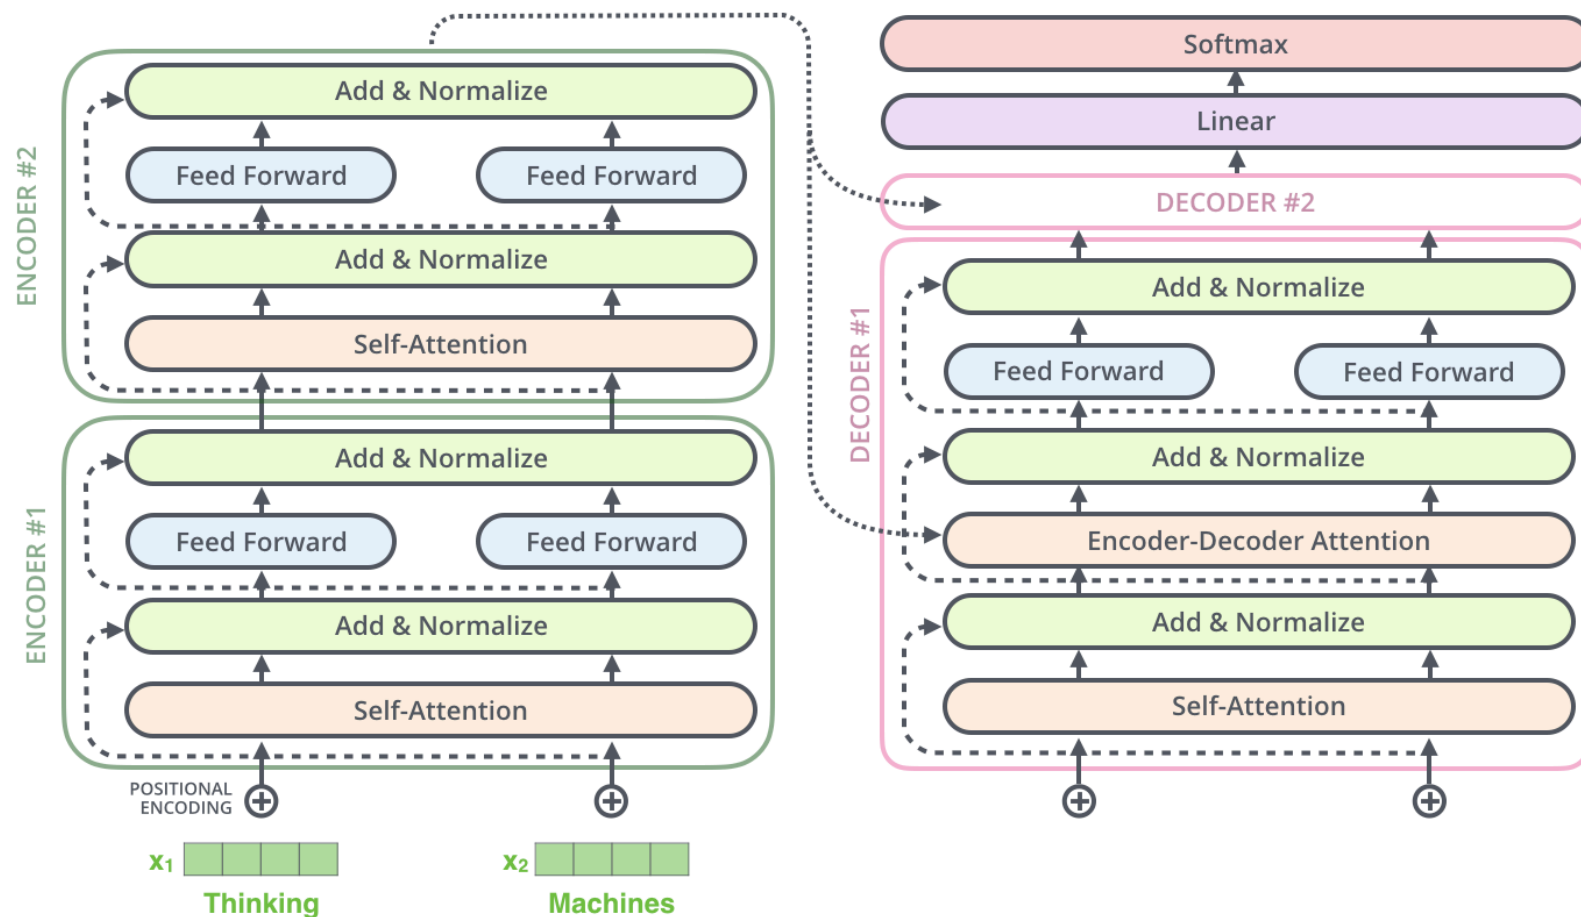 ENCODER #2
Add & Normalize
Feed Forward
Feed Forward
Add & Normalize
Self-Attention
ENCODER #1
Add & Normalize
Feed Forward
Feed Forward
Add & Normalize
Self-Attention
POSITIONAL
ENCODING
x₁
x₂
Thinking
Machines
Softmax
Linear
DECODER #2
DECODER #1
Add & Normalize
Feed Forward
Feed Forward
Add & Normalize
Encoder-Decoder Attention
Add & Normalize
Self-Attention